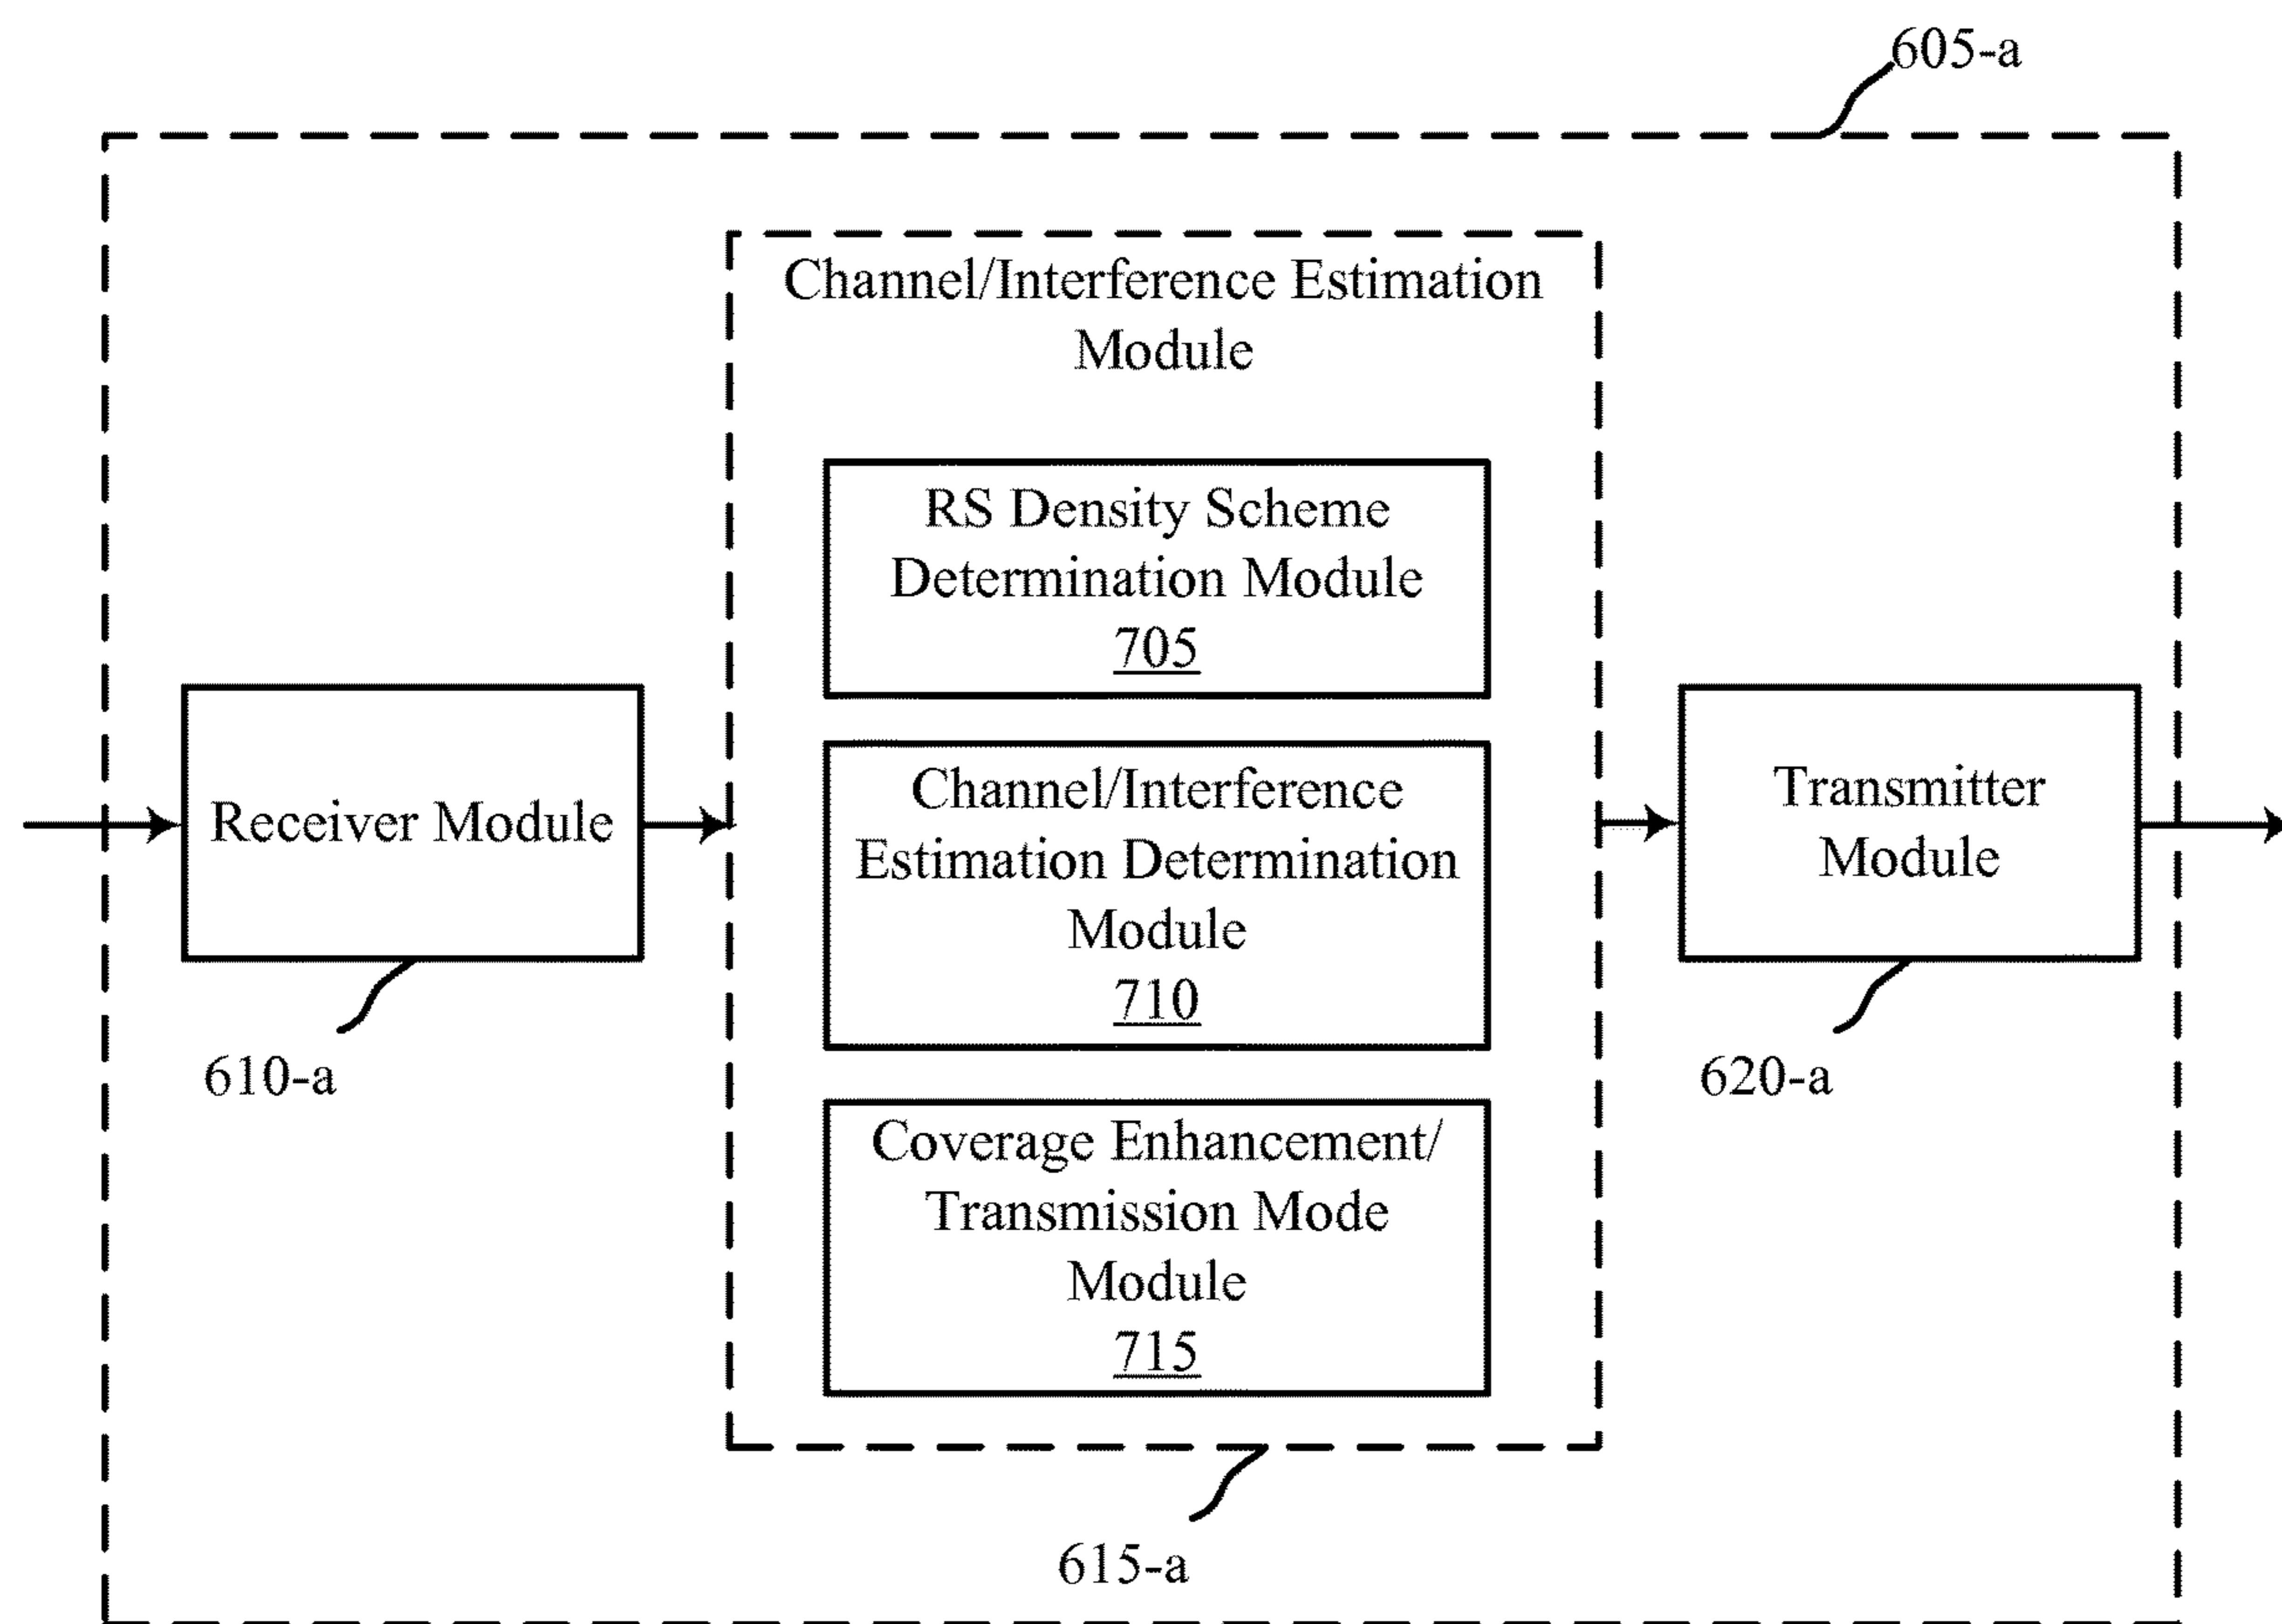 605-a
Channel/Interference Estimation
Module
RS Density Scheme
Determination Module
705
Receiver Module
610-a
Channel/Interference
Estimation Determination
Module
710
Transmitter
Module
620-a
Coverage Enhancement/
Transmission Mode
Module
715
615-a